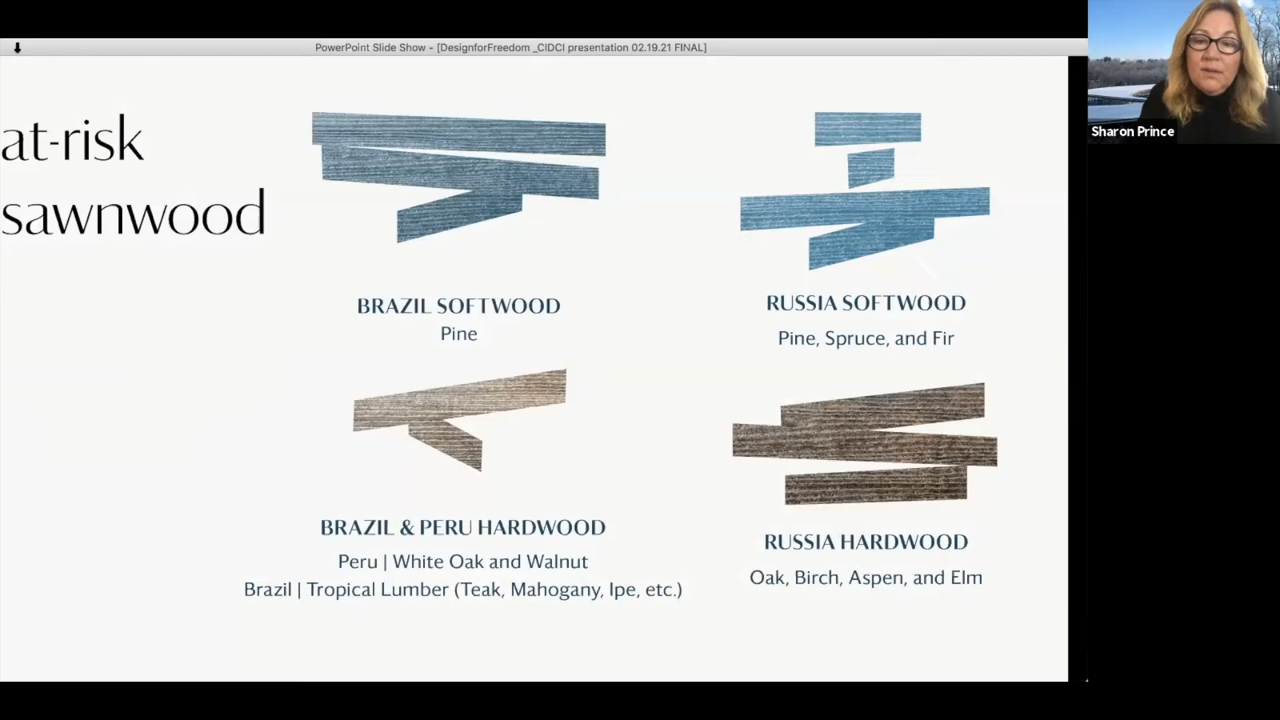 PowerPoint Slide Show - [DesignforFreedom _CIDCI presentation 02.19.21 FINAL]
Sharon Prince
at-risk
sawnwood
BRAZIL SOFTWOOD
Pine
RUSSIA SOFTWOOD
Pine, Spruce, and Fir
BRAZIL & PERU HARDWOOD
Peru | White Oak and Walnut
Brazil | Tropical Lumber (Teak, Mahogany, Ipe, etc.)
RUSSIA HARDWOOD
Oak, Birch, Aspen, and Elm